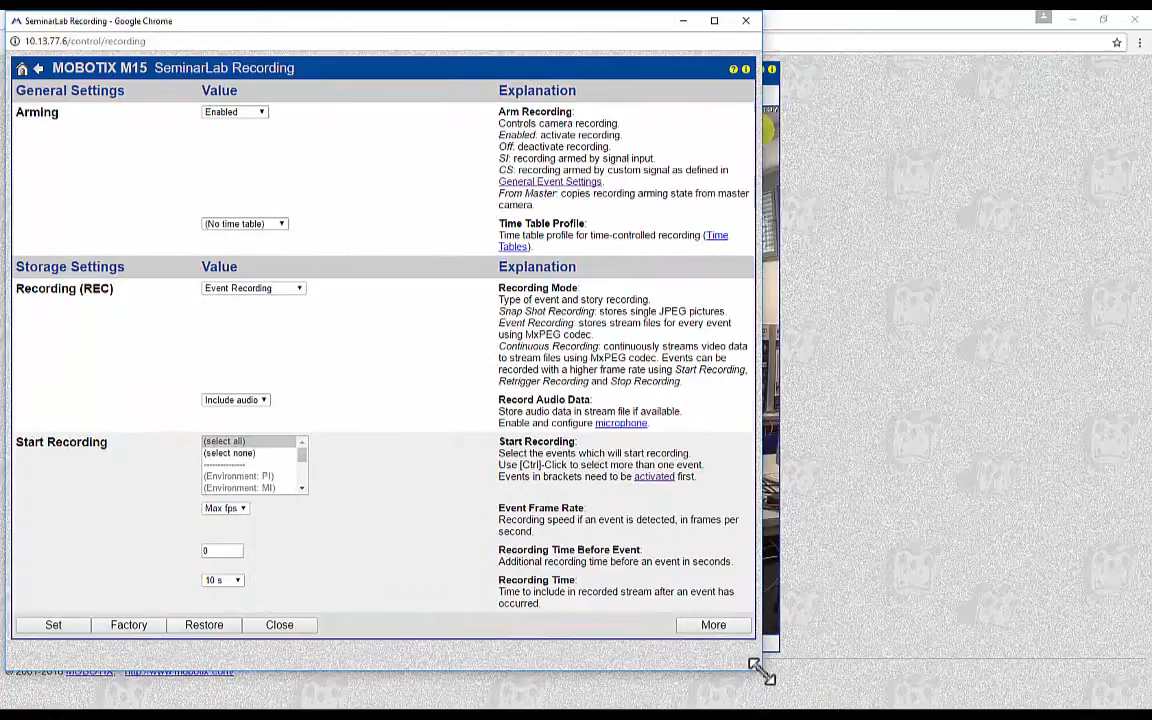 SeminarLab Recording - Google Chrome
10.13.77.6/control/recording
MOBOTIX M15 SeminarLab Recording
General Settings Value Explanation
Arming Enabled Arm Recording:
Controls camera recording.
Enabled: activate recording.
Off: deactivate recording.
SI: recording armed by signal input.
CS: recording armed by custom signal as defined in
General Event Settings.
From Master: copies recording arming state from master
camera.
(No time table) Time Table Profile:
Time table profile for time-controlled recording (Time
Tables).
Storage Settings Value Explanation
Recording (REC) Event Recording Recording Mode:
Type of event and story recording.
Snap Shot Recording: stores single JPEG pictures.
Event Recording: stores stream files for every event
using MxPEG codec.
Continuous Recording: continuously streams video data
to stream files using MxPEG codec. Events can be
recorded with a higher frame rate using Start Recording,
Retrigger Recording and Stop Recording.
Include audio Record Audio Data:
Store audio data in stream file if available.
Enable and configure microphone.
Start Recording (select all) Start Recording:
(select none) Select the events which will start recording.
-------------- Use [Ctrl]-Click to select more than one event.
(Environment: PI) Events in brackets need to be activated first.
(Environment: MI)
Max fps Event Frame Rate:
Recording speed if an event is detected, in frames per
second.
0 Recording Time Before Event:
Additional recording time before an event in seconds.
10 s Recording Time:
Time to include in recorded stream after an event has
occurred.
Set Factory Restore Close More